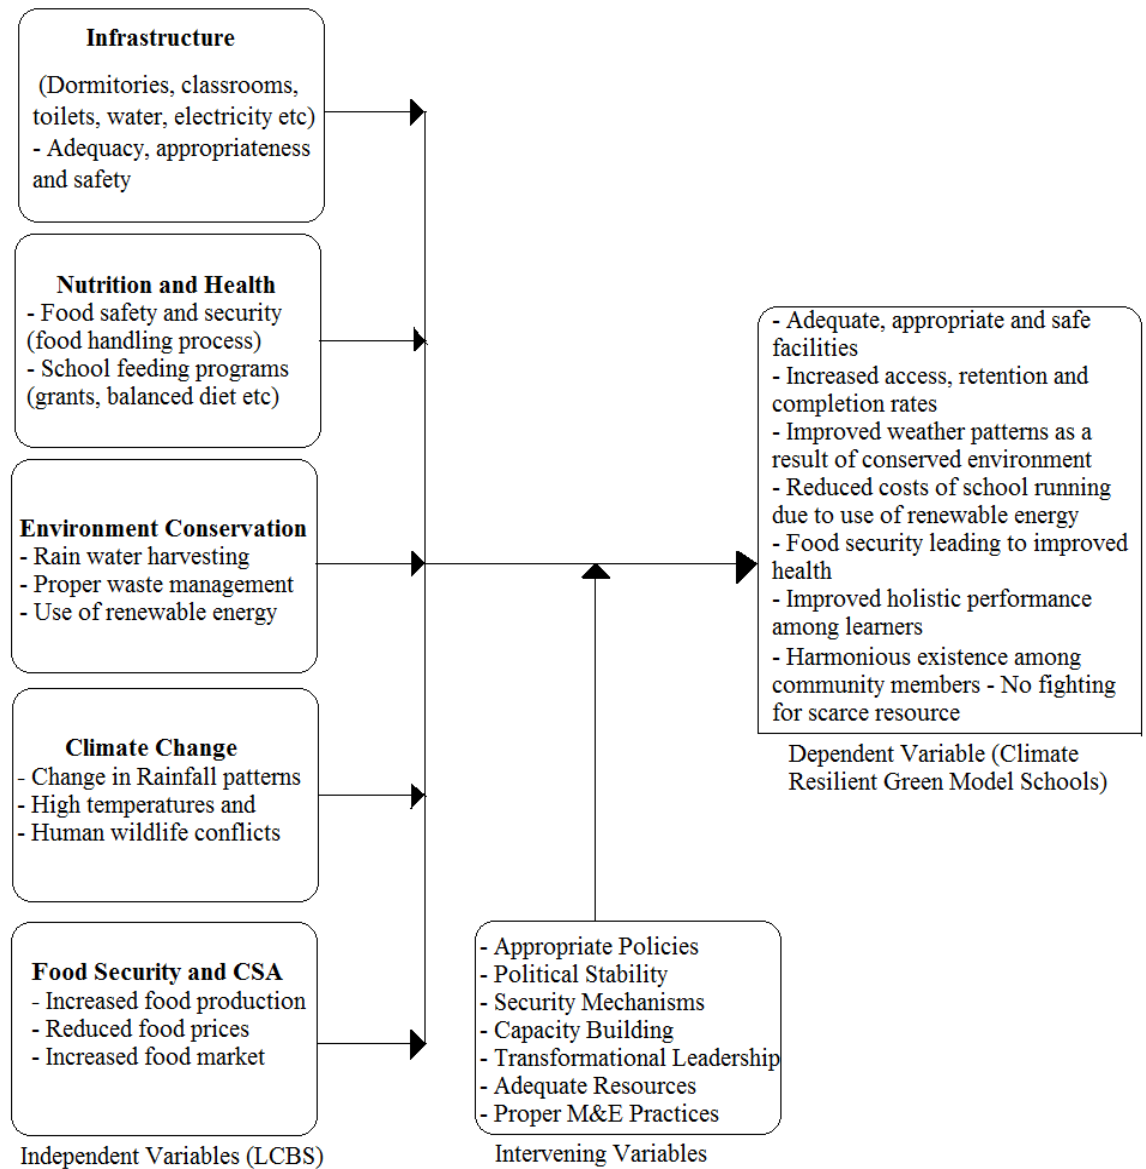 Infrastructure
(Dormitories, classrooms,
toilets, water, electricity etc)
- Adequacy, appropriateness
and safety
Nutrition and Health
- Food safety and security
(food handling process)
- School feeding programs
(grants, balanced diet etc)
Environment Conservation
- Rain water harvesting
- Proper waste management
- Use of renewable energy
Climate Change
- Change in Rainfall patterns
- High temperatures and
- Human wildlife conflicts
Food Security and CSA
- Increased food production
- Reduced food prices
- Increased food market
Independent Variables (LCBS)
- Appropriate Policies
- Political Stability
- Security Mechanisms
- Capacity Building
- Transformational Leadership
- Adequate Resources
- Proper M&E Practices
Intervening Variables
- Adequate, appropriate and safe
facilities
- Increased access, retention and
completion rates
- Improved weather patterns as a
result of conserved environment
- Reduced costs of school running
due to use of renewable energy
- Food security leading to improved
health
- Improved holistic performance
among learners
- Harmonious existence among
community members - No fighting
for scarce resource
Dependent Variable (Climate
Resilient Green Model Schools)